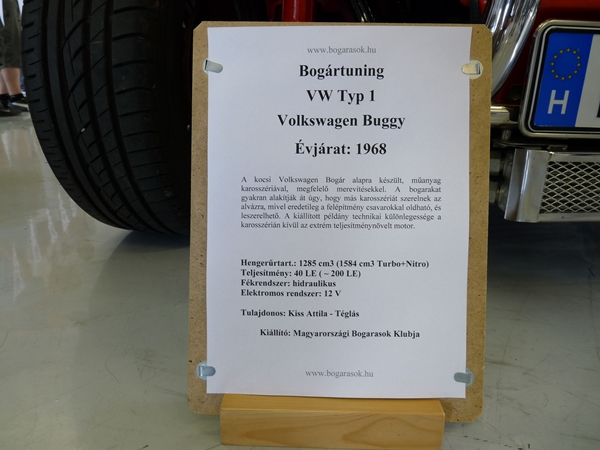 www.bogarasok.hu
Bogártuning
VW Typ 1
Volkswagen Buggy
Évjárat: 1968
A kocsi Volkswagen Bogár alapra készült, műanyag
karosszériával, megfelelő merevítésekkel. A bogarakat
gyakran alakítják át úgy, hogy más karosszériát szerelnek az
alvázra, mivel eredetileg a felépítmény csavarokkal oldható, és
leszerelhető. A kiállított példány technikai különlegessége a
karosszérián kívül az extrém teljesítménynövelt motor.
Hengerűrtart.: 1285 cm3 (1584 cm3 Turbo+Nitro)
Teljesítmény: 40 LE ( ~ 200 LE)
Fékrendszer: hidraulikus
Elektromos rendszer: 12 V
Tulajdonos: Kiss Attila - Téglás
Kiállító: Magyarországi Bogarasok Klubja
www.bogarasok.hu
H